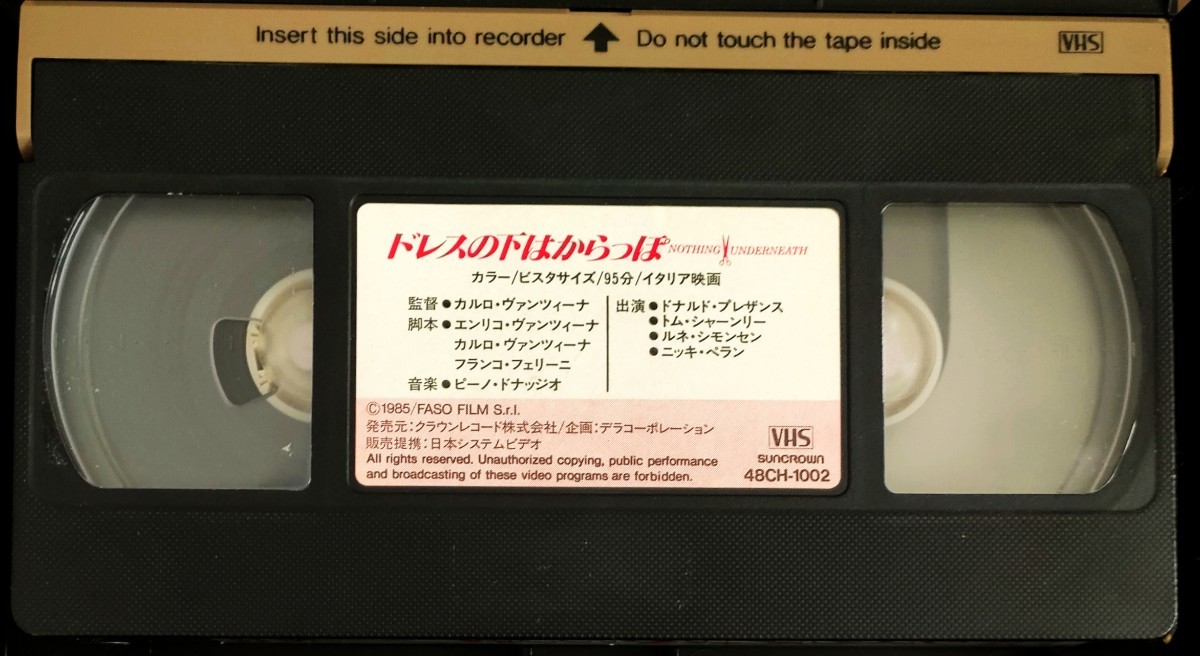 Insert this side into recorder Do not touch the tape inside VHS
ドレスの下はからっぽ NOTHING UNDERNEATH
カラー/ビスタサイズ/95分/イタリア映画
監督●カルロ・ヴァンツィーナ
脚本●エンリコ・ヴァンツィーナ
カルロ・ヴァンツィーナ
フランコ・フェリーニ
音楽●ピーノ・ドナッジオ
出演●ドナルド・プレザンス
●トム・シャーンリー
●ルネ・シモンセン
●ニッキ・ペラン
©1985/FASO FILM S.r.l.
発売元:クラウンレコード株式会社/企画:デラコーポレーション
販売提携:日本システムビデオ
All rights reserved. Unauthorized copying, public performance
and broadcasting of these video programs are forbidden.
VHS
SUNCROWN
48CH-1002